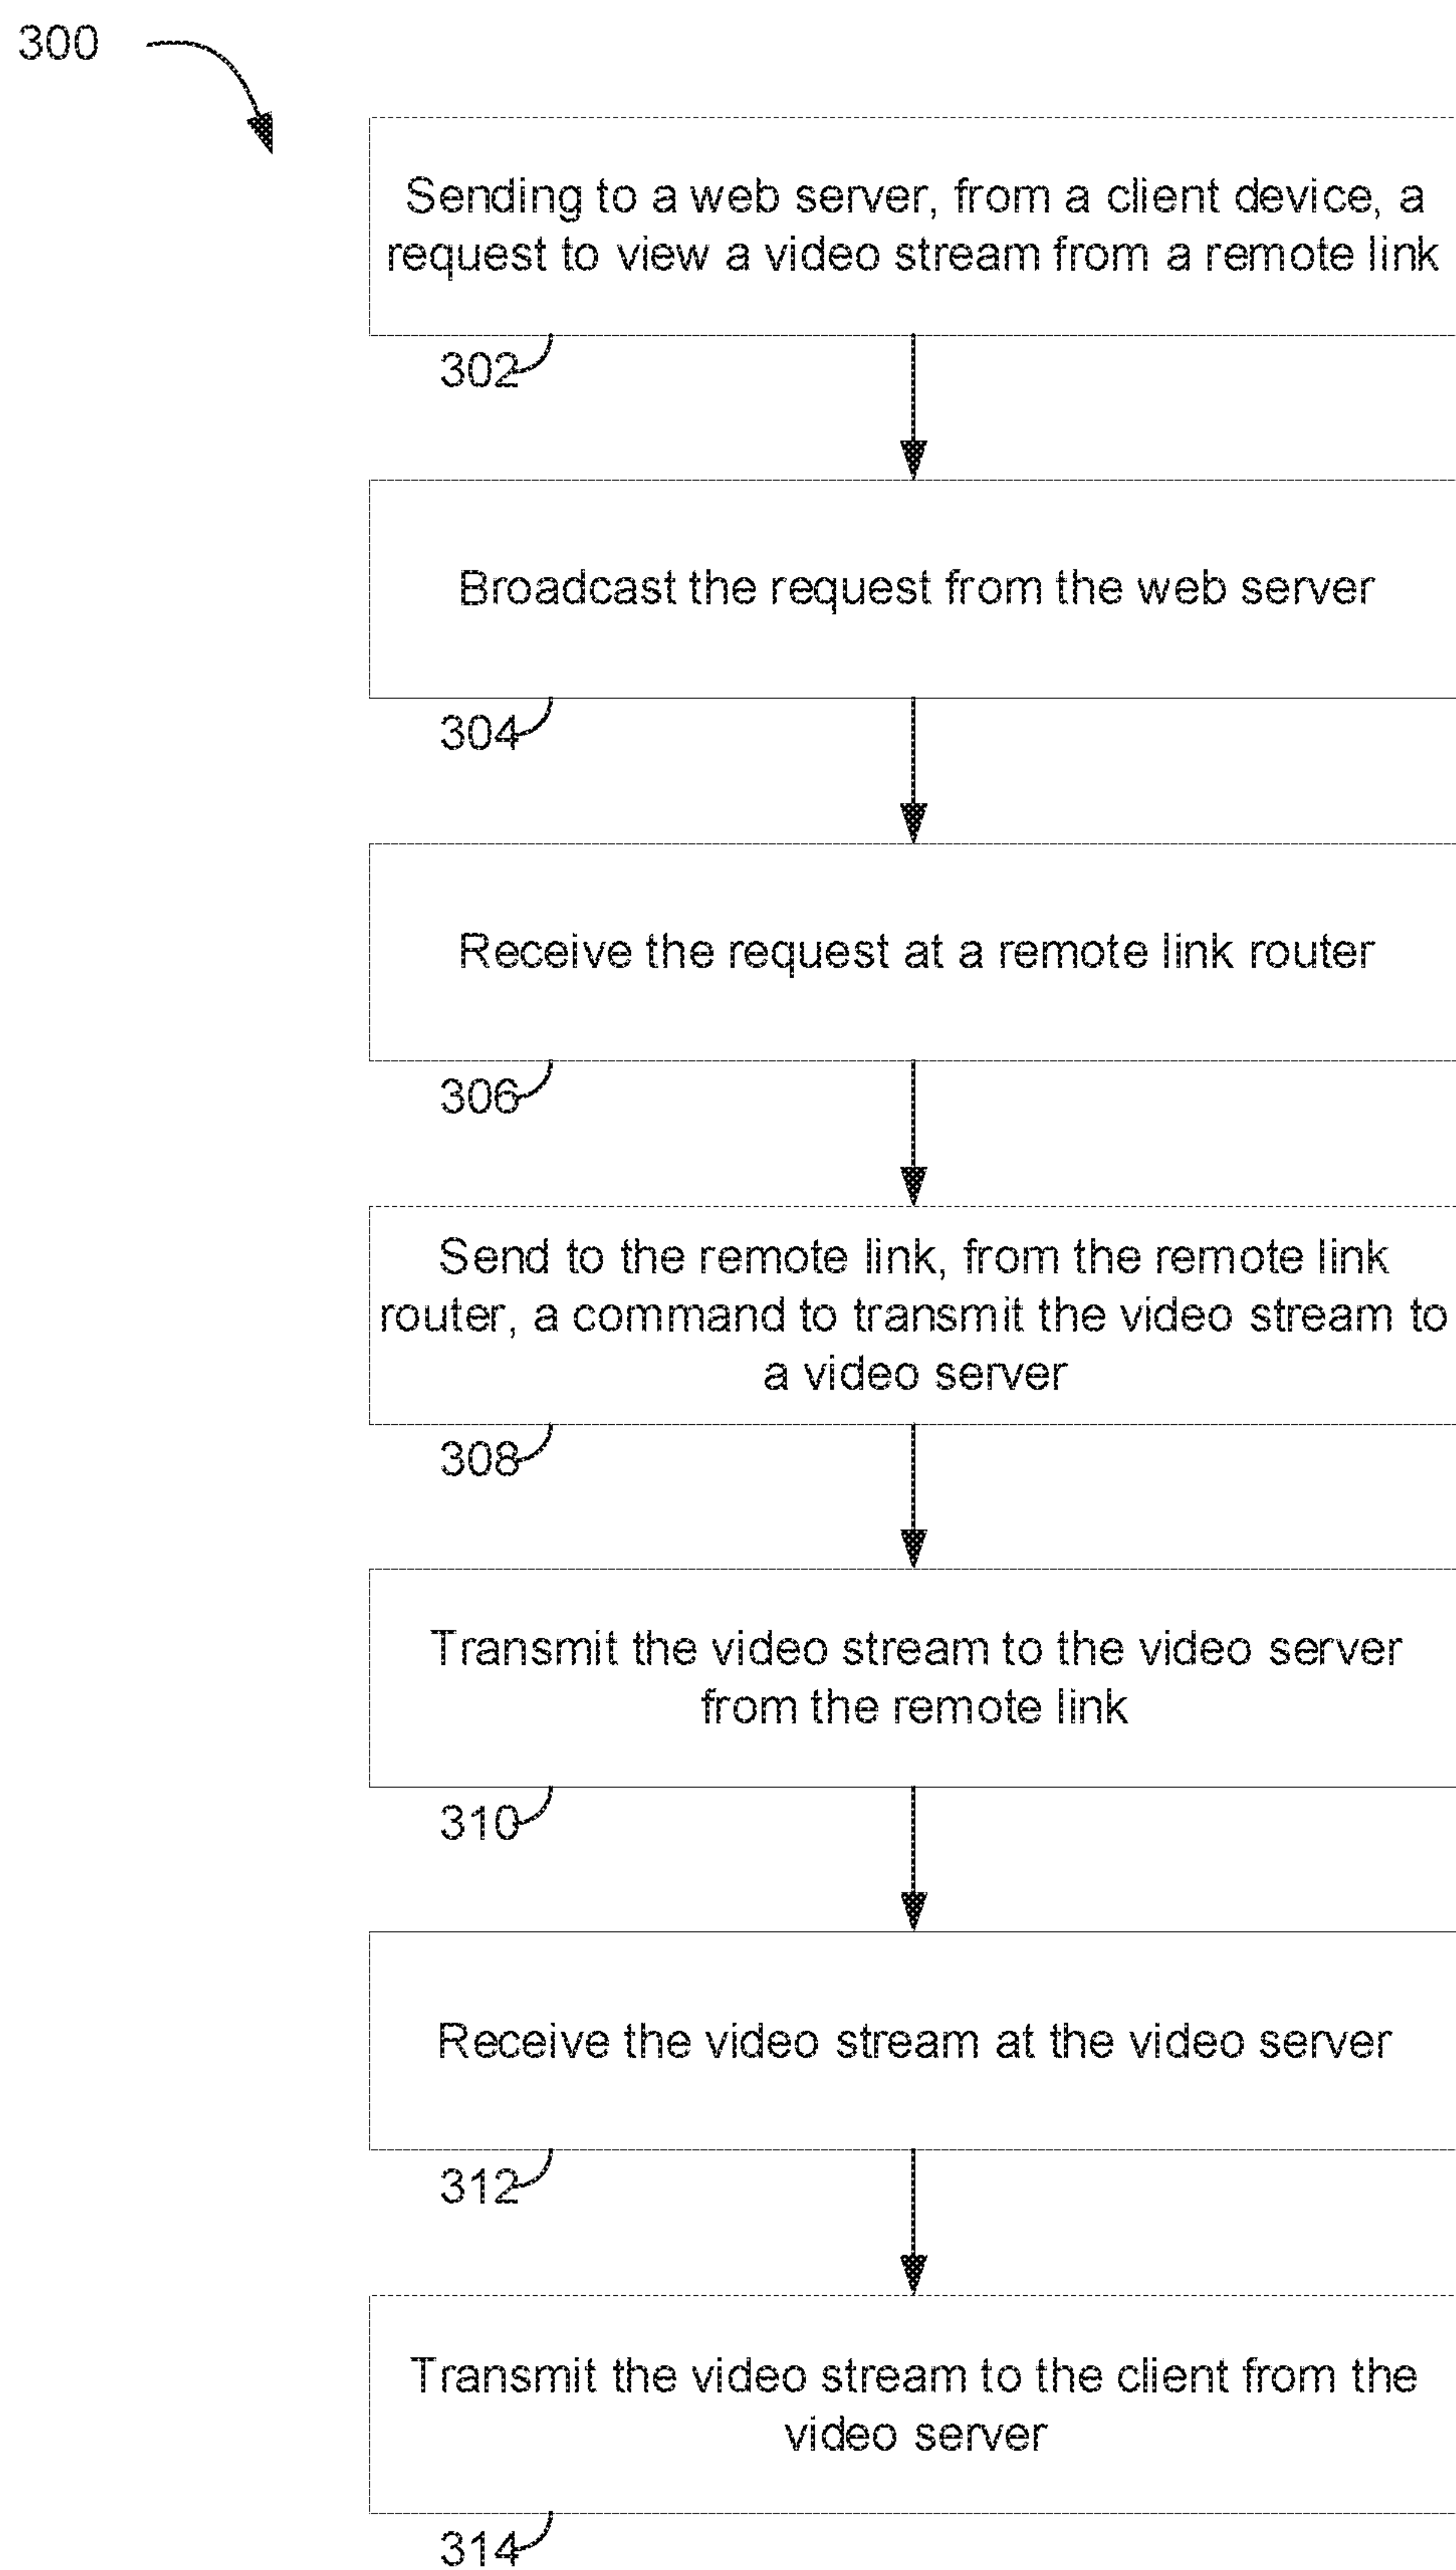 300
Sending to a web server, from a client device, a
request to view a video stream from a remote link
302
Broadcast the request from the web server
304
Receive the request at a remote link router
306
Send to the remote link, from the remote link
router, a command to transmit the video stream to
a video server
308
Transmit the video stream to the video server
from the remote link
310
Receive the video stream at the video server
312
Transmit the video stream to the client from the
video server
314